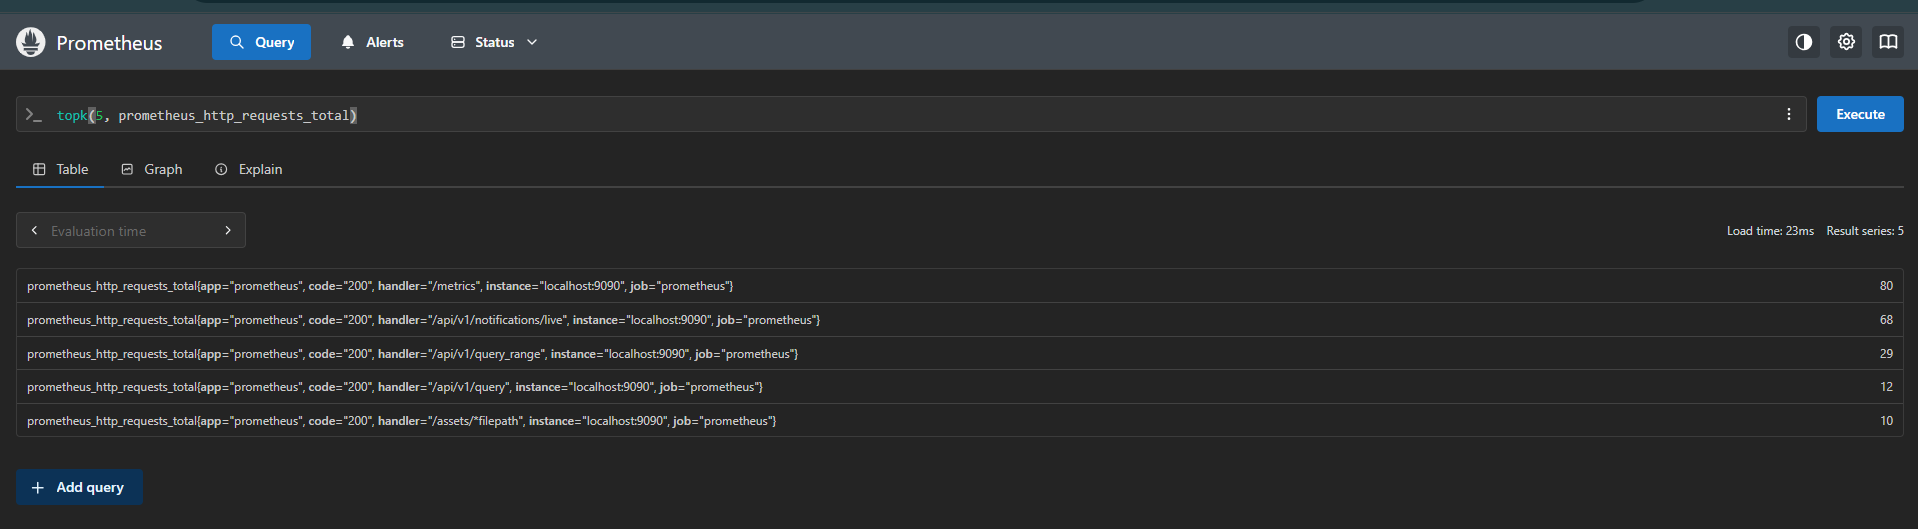 Prometheus Query Alerts Status
topk(5, prometheus_http_requests_total) Execute
Table Graph Explain
Evaluation time Load time: 23ms Result series: 5
prometheus_http_requests_total{app="prometheus", code="200", handler="/metrics", instance="localhost:9090", job="prometheus"} 80
prometheus_http_requests_total{app="prometheus", code="200", handler="/api/v1/notifications/live", instance="localhost:9090", job="prometheus"} 68
prometheus_http_requests_total{app="prometheus", code="200", handler="/api/v1/query_range", instance="localhost:9090", job="prometheus"} 29
prometheus_http_requests_total{app="prometheus", code="200", handler="/api/v1/query", instance="localhost:9090", job="prometheus"} 12
prometheus_http_requests_total{app="prometheus", code="200", handler="/assets/*filepath", instance="localhost:9090", job="prometheus"} 10
Add query